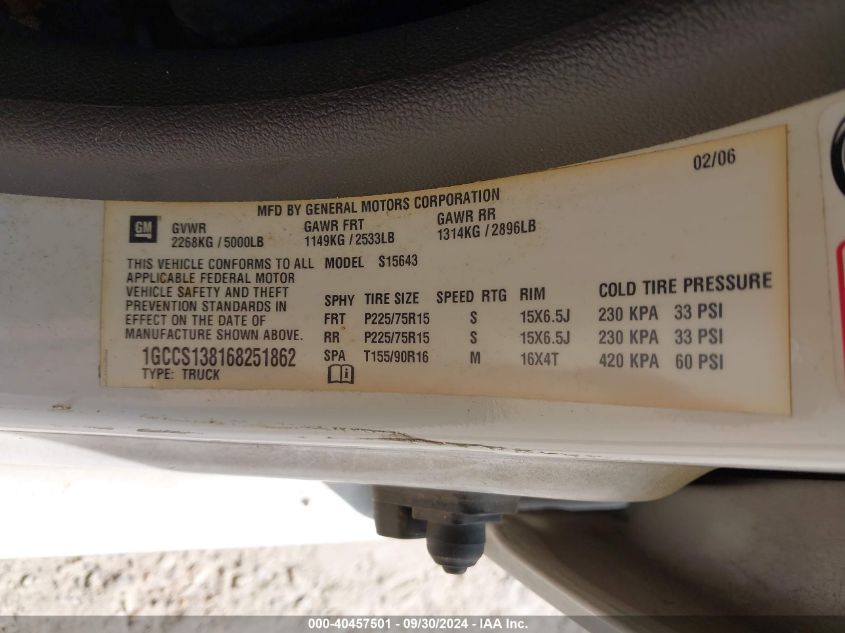 02/06
MFD BY GENERAL MOTORS CORPORATION
GM
GVWR GAWR FRT GAWR RR
2268KG / 5000LB 1149KG / 2533LB 1314KG / 2896LB
THIS VEHICLE CONFORMS TO ALL
APPLICABLE FEDERAL MOTOR
VEHICLE SAFETY AND THEFT
PREVENTION STANDARDS IN
EFFECT ON THE DATE OF
MANUFACTURE SHOWN ABOVE.
1GCCS138168251862
TYPE: TRUCK
MODEL S15643
SPHY TIRE SIZE SPEED RTG RIM COLD TIRE PRESSURE
FRT P225/75R15 S 15X6.5J 230 KPA 33 PSI
RR P225/75R15 S 15X6.5J 230 KPA 33 PSI
SPA T155/90R16 M 16X4T 420 KPA 60 PSI
000-40457501 - 09/30/2024 - IAA Inc.